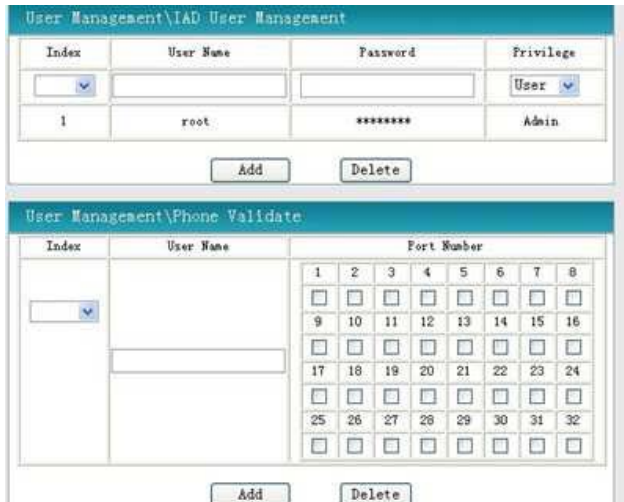 User Management\IAD User Management
Index User Name Password Privilege
User
1 root ******** Admin
Add Delete
User Management\Phone Validate
Index User Name Port Number
1 2 3 4 5 6 7 8
9 10 11 12 13 14 15 16
17 18 19 20 21 22 23 24
25 26 27 28 29 30 31 32
Add Delete